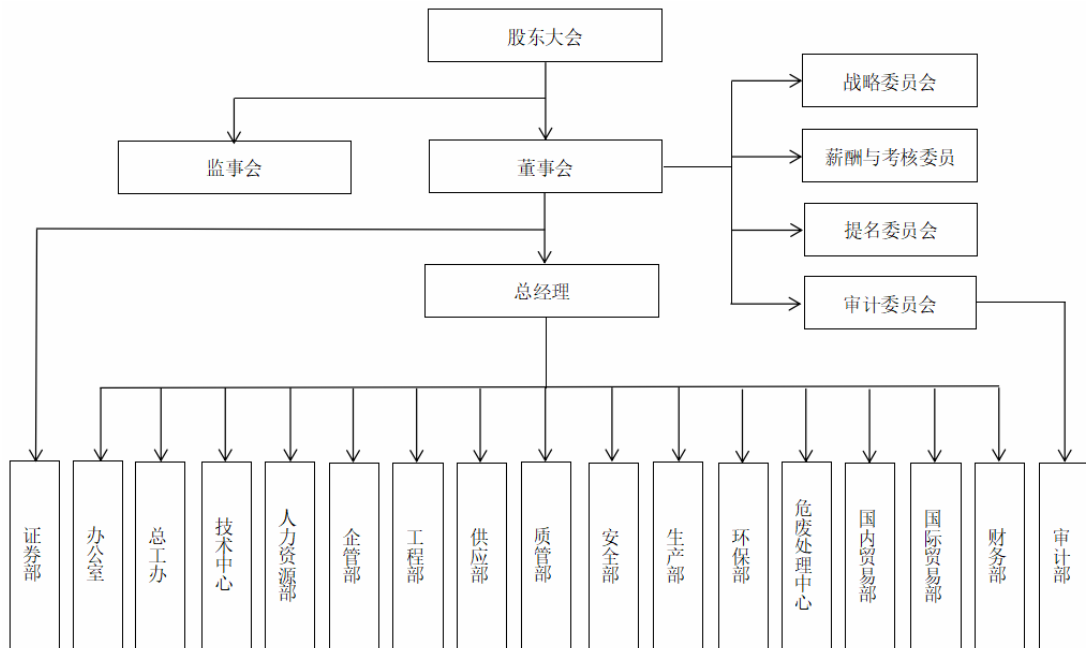 股东大会
战略委员会
监事会
董事会
薪酬与考核委员
提名委员会
总经理
审计委员会
证券部
办公室
总工办
技术中心
人力资源部
企管部
工程部
供应部
质管部
安全部
生产部
环保部
危废处理中心
国内贸易部
国际贸易部
财务部
审计部